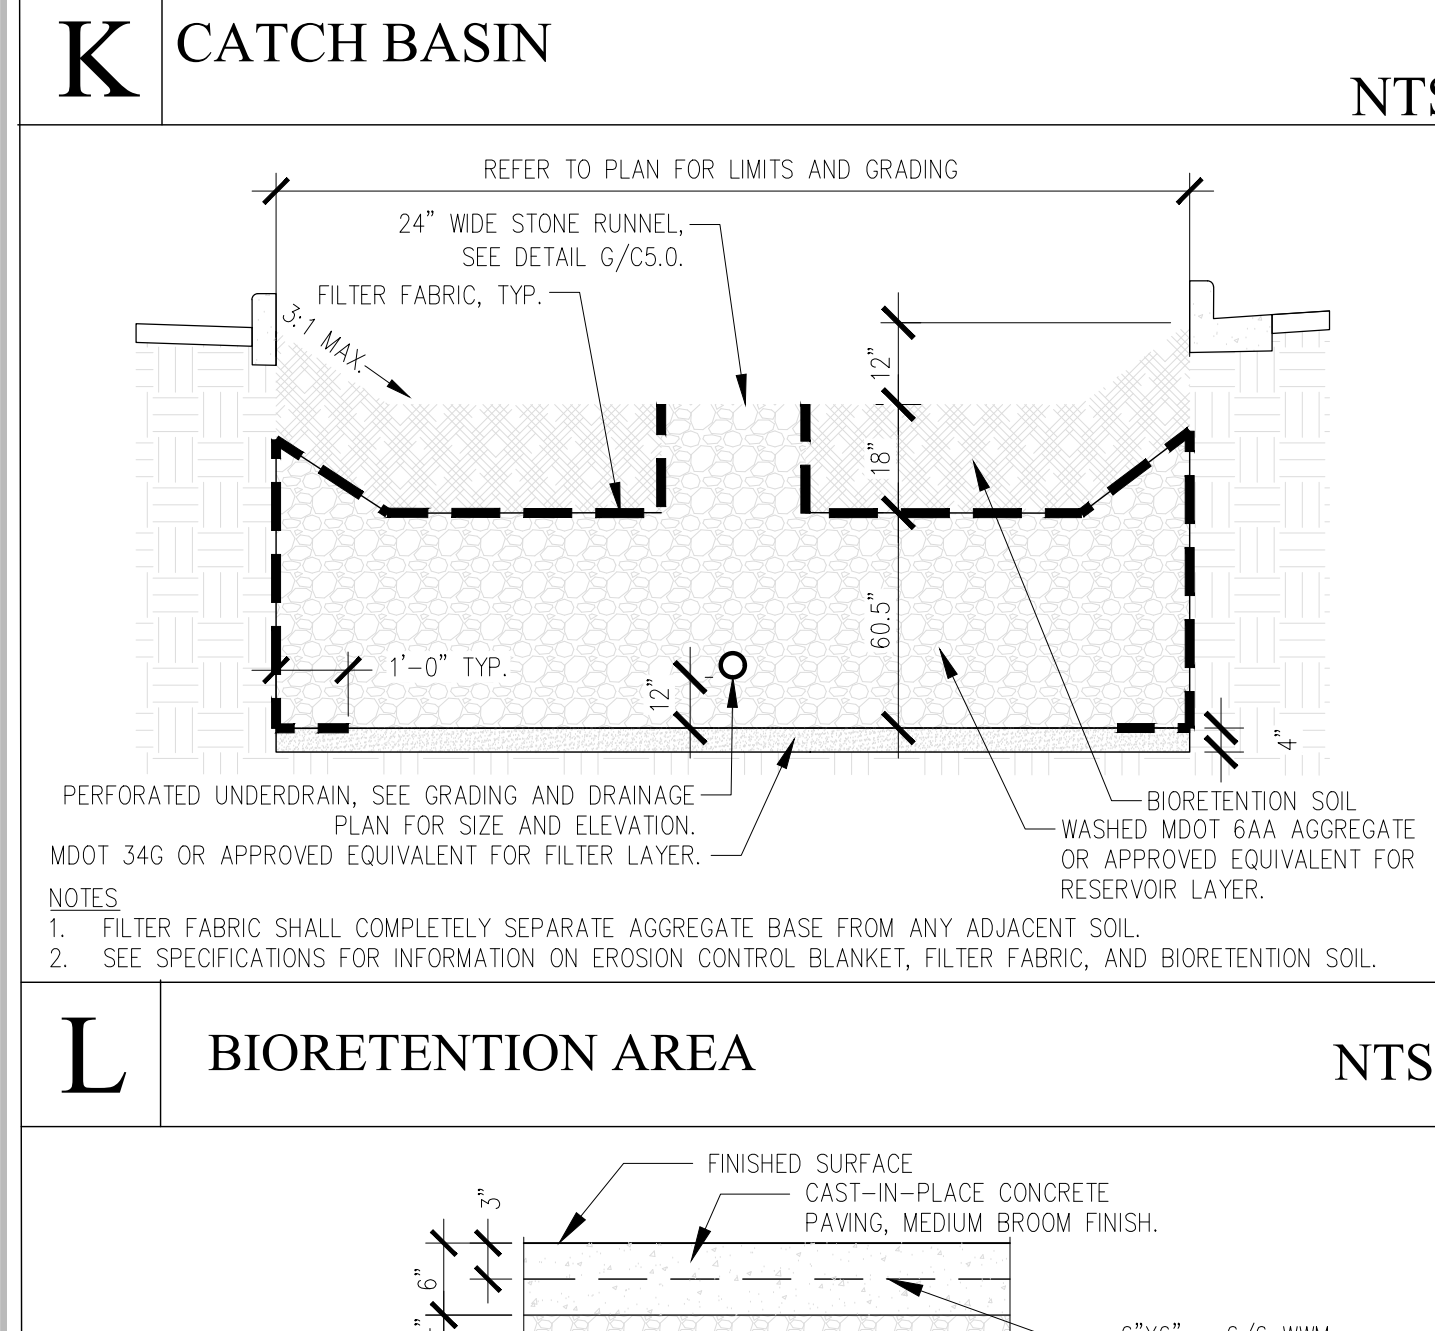 K
CATCH BASIN
NTS
REFER TO PLAN FOR LIMITS AND GRADING
24" WIDE STONE RUNNEL,
SEE DETAIL G/C5.0.
FILTER FABRIC, TYP.
3:1 MAX.
12"
18"
60.5"
1'-0" TYP.
12"
4"
PERFORATED UNDERDRAIN, SEE GRADING AND DRAINAGE
PLAN FOR SIZE AND ELEVATION.
MDOT 34G OR APPROVED EQUIVALENT FOR FILTER LAYER.
BIORETENTION SOIL
WASHED MDOT 6AA AGGREGATE
OR APPROVED EQUIVALENT FOR
RESERVOIR LAYER.
NOTES
1. FILTER FABRIC SHALL COMPLETELY SEPARATE AGGREGATE BASE FROM ANY ADJACENT SOIL.
2. SEE SPECIFICATIONS FOR INFORMATION ON EROSION CONTROL BLANKET, FILTER FABRIC, AND BIORETENTION SOIL.
L
BIORETENTION AREA
NTS
FINISHED SURFACE
CAST-IN-PLACE CONCRETE
PAVING, MEDIUM BROOM FINISH.
3"
6"